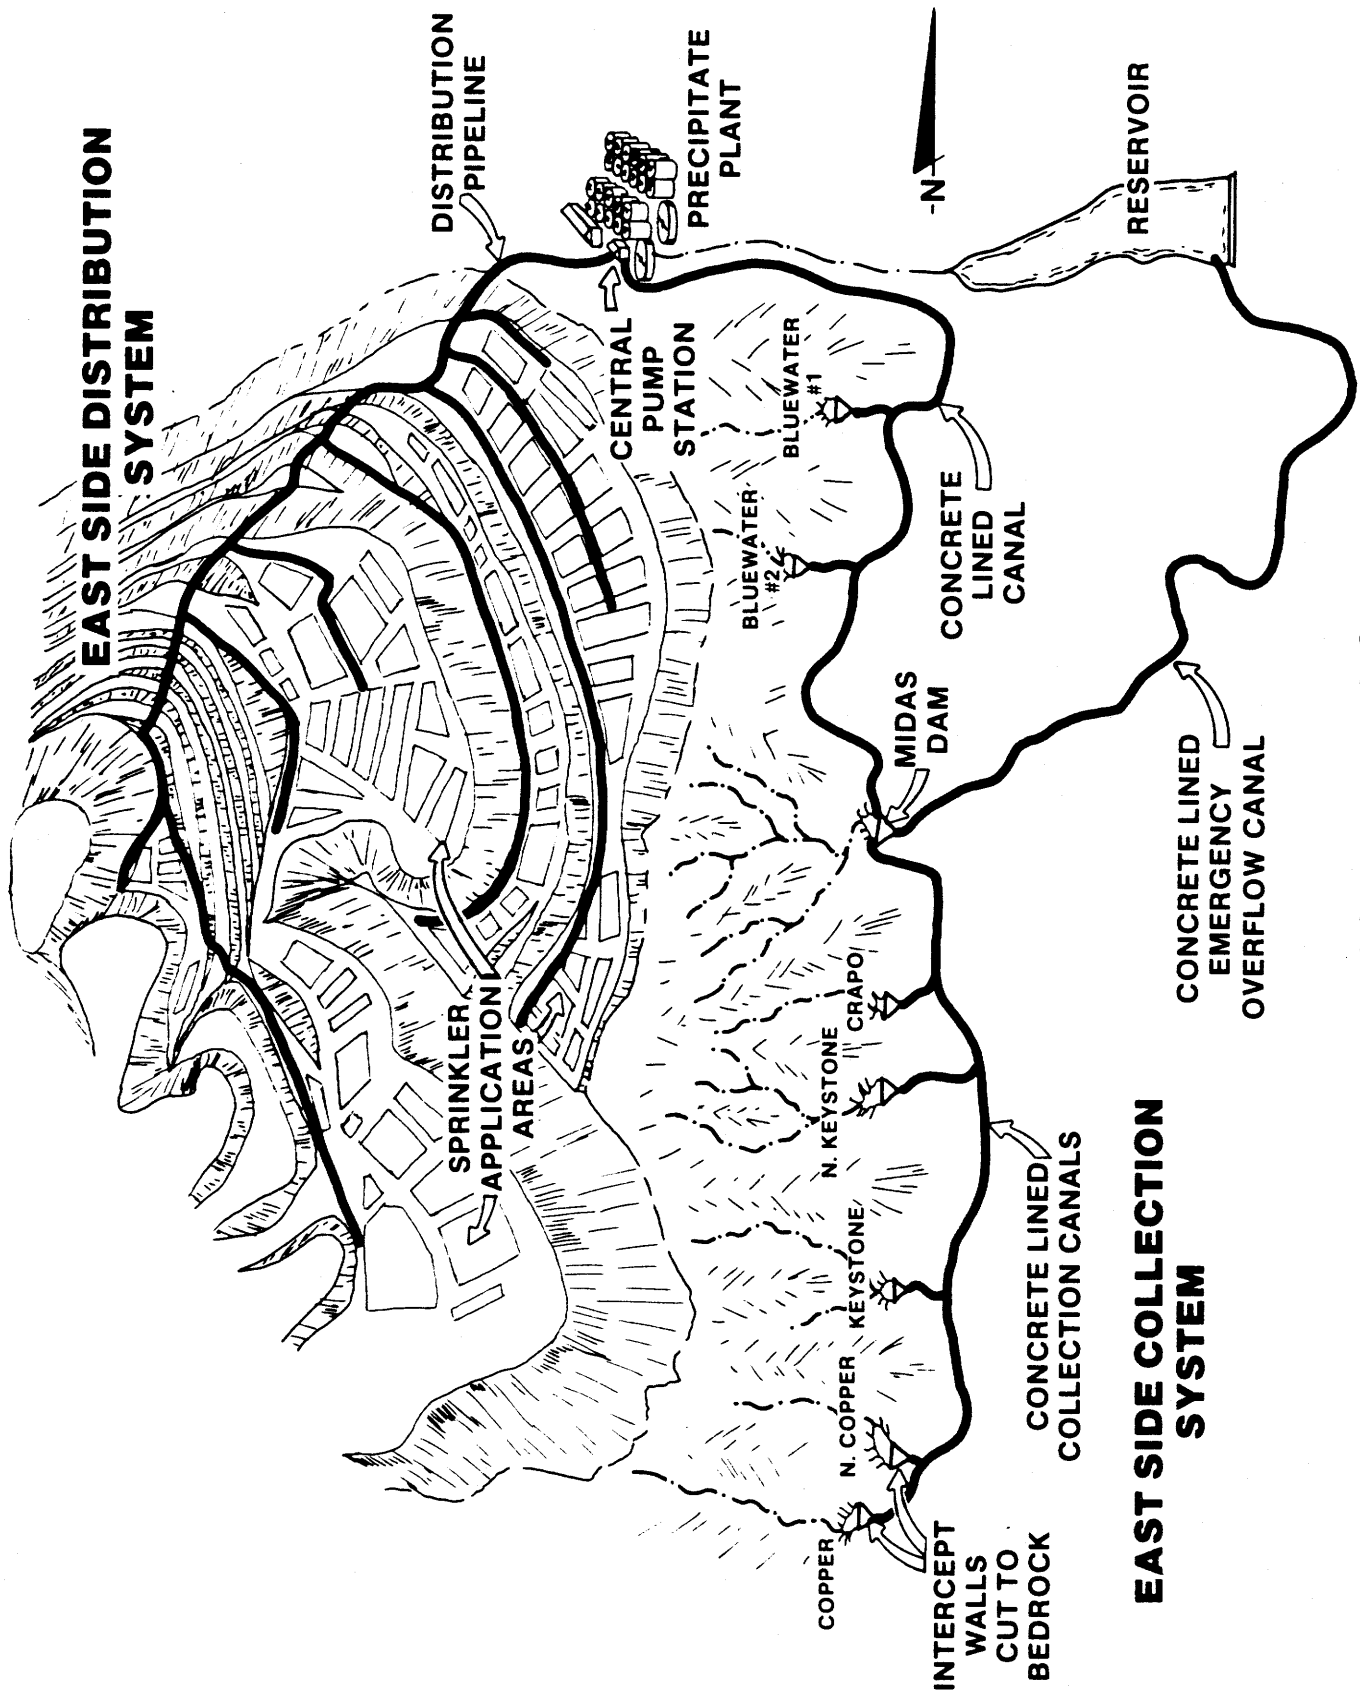 EAST SIDE DISTRIBUTION
SYSTEM
DISTRIBUTION
PIPELINE
PRECIPITATE
PLANT
CENTRAL
PUMP
STATION
-N-
RESERVOIR
BLUEWATER
#1
BLUEWATER
#2
CONCRETE
LINED
CANAL
MIDAS
DAM
CONCRETE LINED
EMERGENCY
OVERFLOW CANAL
SPRINKLER
APPLICATION
AREAS
CRAPO
N. KEYSTONE
KEYSTONE
N. COPPER
COPPER
CONCRETE LINED
COLLECTION CANALS
INTERCEPT
WALLS
CUT TO
BEDROCK
EAST SIDE COLLECTION
SYSTEM